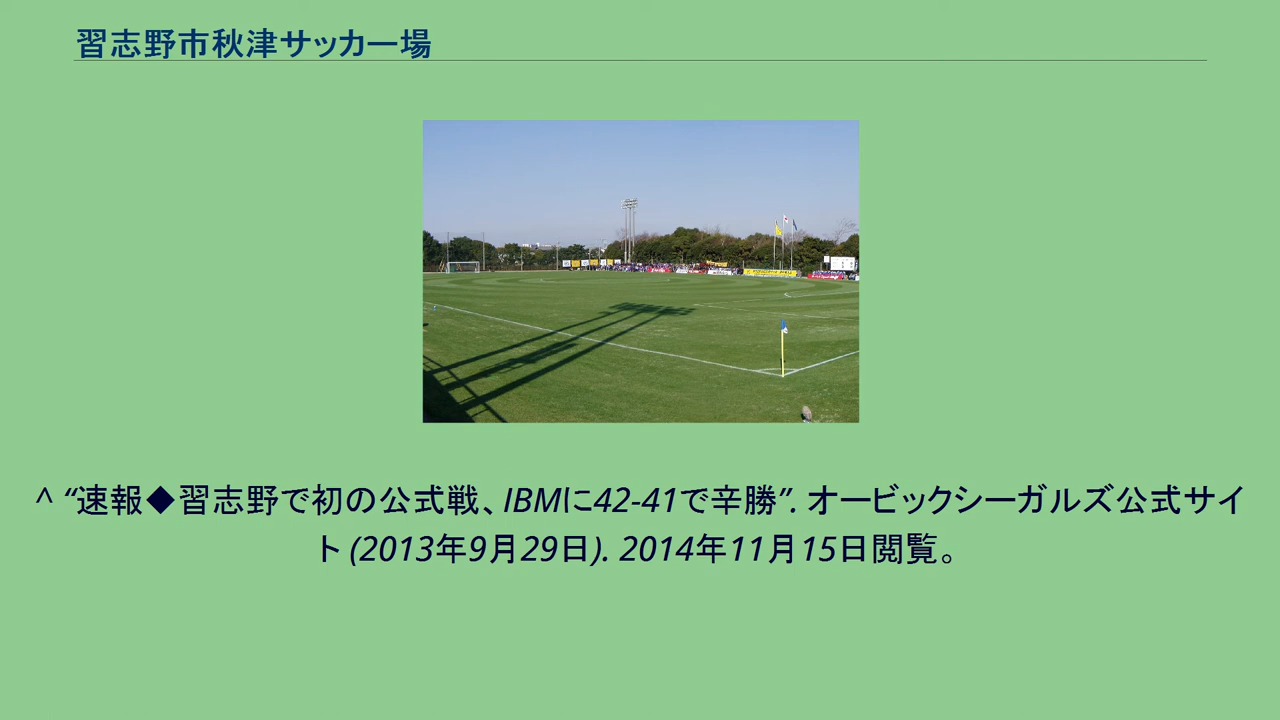 習志野市秋津サッカー場
^ “速報◆習志野で初の公式戦、IBMに42-41で辛勝”. オービックシーガルズ公式サイ
ト (2013年9月29日). 2014年11月15日閲覧。